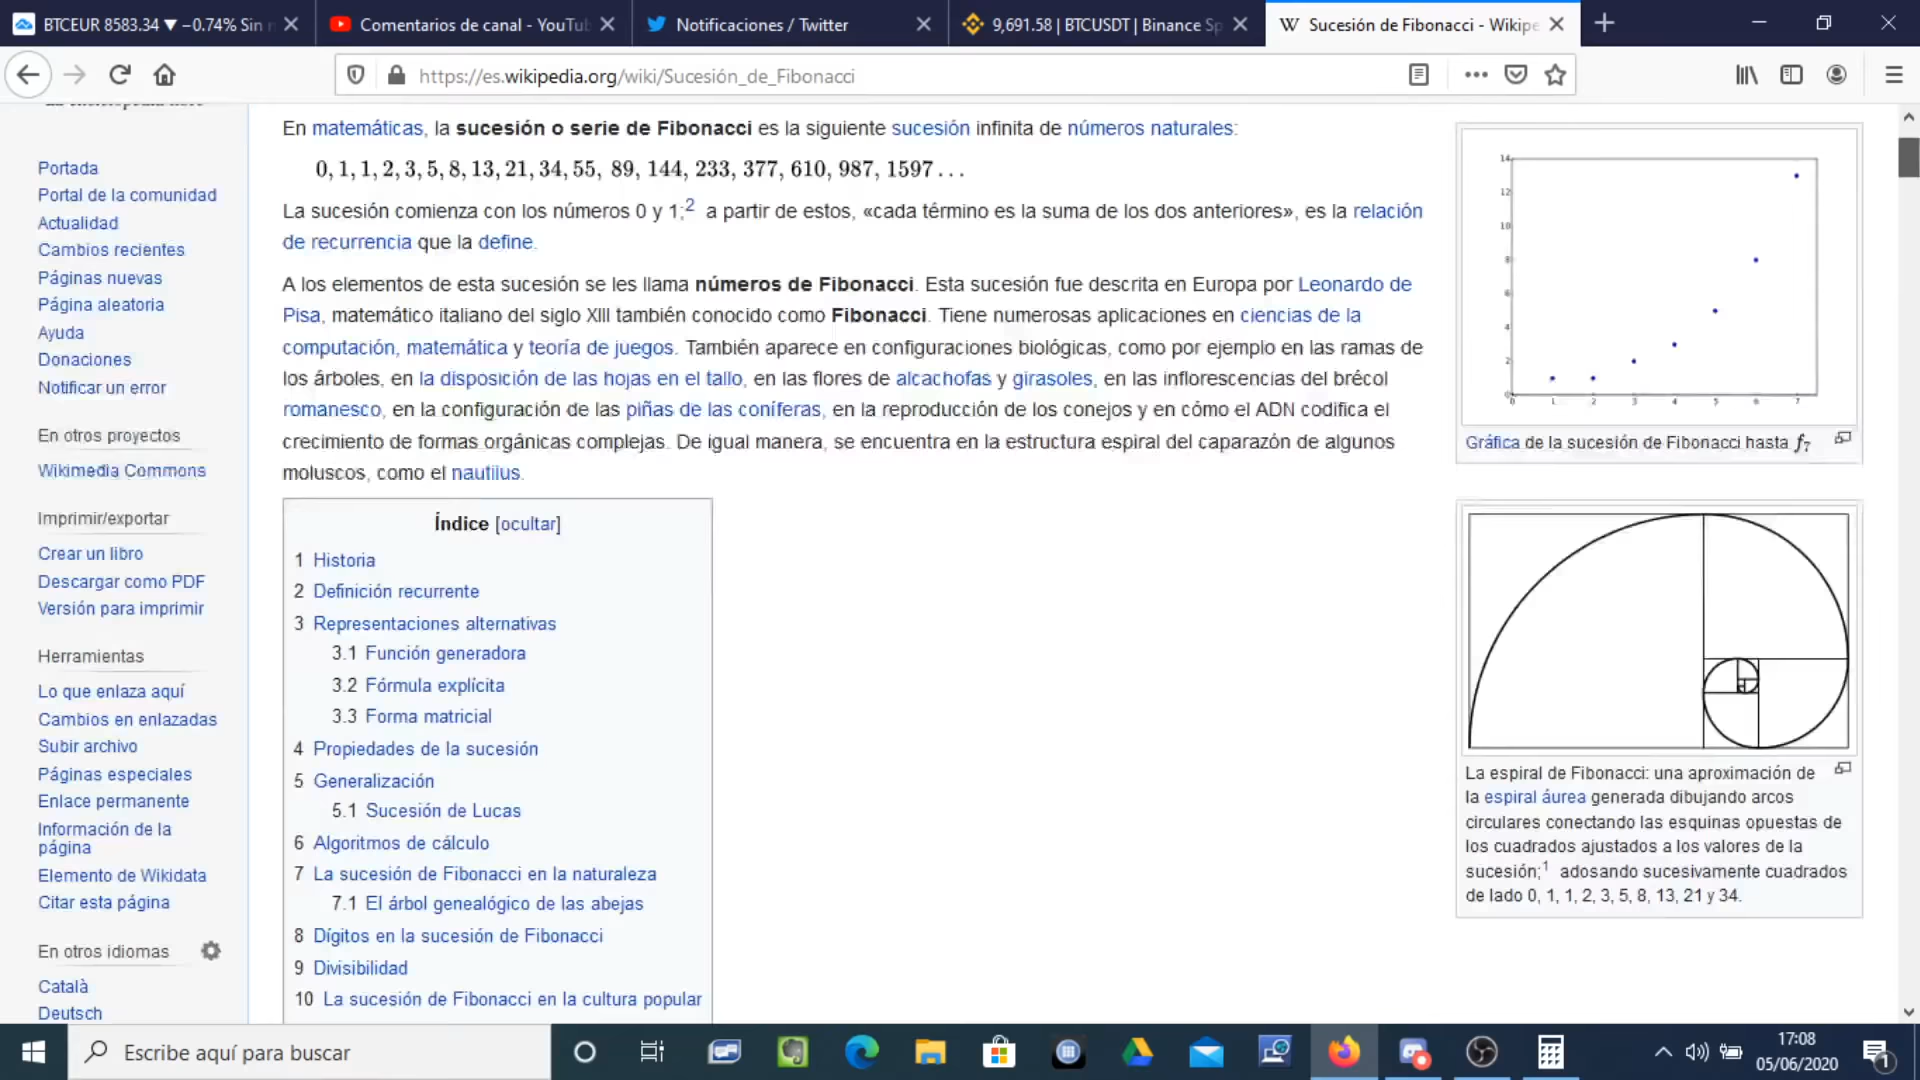 BTCEUR 8583.34 ▼ −0.74% Sin
Comentarios de canal - YouTub
Notificaciones / Twitter
9,691.58 | BTCUSDT | Binance Sp
W Sucesión de Fibonacci - Wikipe
https://es.wikipedia.org/wiki/Sucesión_de_Fibonacci
Portada
Portal de la comunidad
Actualidad
Cambios recientes
Páginas nuevas
Página aleatoria
Ayuda
Donaciones
Notificar un error
En otros proyectos
Wikimedia Commons
Imprimir/exportar
Crear un libro
Descargar como PDF
Versión para imprimir
Herramientas
Lo que enlaza aquí
Cambios en enlazadas
Subir archivo
Páginas especiales
Enlace permanente
Información de la
página
Elemento de Wikidata
Citar esta página
En otros idiomas
Català
Deutsch
En matemáticas, la sucesión o serie de Fibonacci es la siguiente sucesión infinita de números naturales:
0, 1, 1, 2, 3, 5, 8, 13, 21, 34, 55, 89, 144, 233, 377, 610, 987, 1597 . . .
La sucesión comienza con los números 0 y 1;2 a partir de estos, «cada término es la suma de los dos anteriores», es la relación
de recurrencia que la define.
A los elementos de esta sucesión se les llama números de Fibonacci. Esta sucesión fue descrita en Europa por Leonardo de
Pisa, matemático italiano del siglo XIII también conocido como Fibonacci. Tiene numerosas aplicaciones en ciencias de la
computación, matemática y teoría de juegos. También aparece en configuraciones biológicas, como por ejemplo en las ramas de
los árboles, en la disposición de las hojas en el tallo, en las flores de alcachofas y girasoles, en las inflorescencias del brécol
romanesco, en la configuración de las piñas de las coníferas, en la reproducción de los conejos y en cómo el ADN codifica el
crecimiento de formas orgánicas complejas. De igual manera, se encuentra en la estructura espiral del caparazón de algunos
moluscos, como el nautilus.
Índice [ocultar]
1 Historia
2 Definición recurrente
3 Representaciones alternativas
3.1 Función generadora
3.2 Fórmula explícita
3.3 Forma matricial
4 Propiedades de la sucesión
5 Generalización
5.1 Sucesión de Lucas
6 Algoritmos de cálculo
7 La sucesión de Fibonacci en la naturaleza
7.1 El árbol genealógico de las abejas
8 Dígitos en la sucesión de Fibonacci
9 Divisibilidad
10 La sucesión de Fibonacci en la cultura popular
14
12
10
8
6
4
2
0
0 1 2 3 4 5 6 7
Gráfica de la sucesión de Fibonacci hasta f7
La espiral de Fibonacci: una aproximación de
la espiral áurea generada dibujando arcos
circulares conectando las esquinas opuestas de
los cuadrados ajustados a los valores de la
sucesión;1 adosando sucesivamente cuadrados
de lado 0, 1, 1, 2, 3, 5, 8, 13, 21 y 34.
Escribe aquí para buscar
17:08
05/06/2020
1